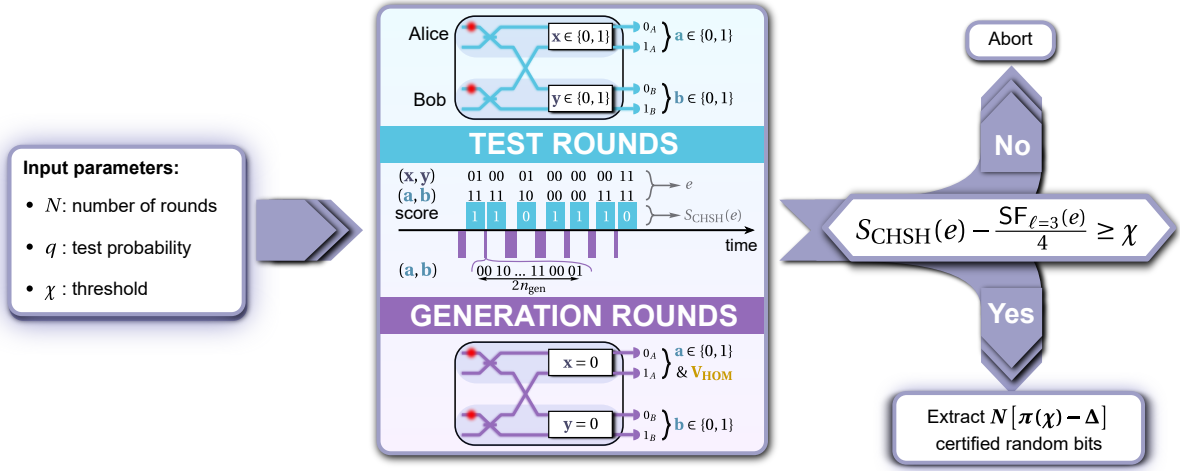 Input parameters:
• N: number of rounds
• q : test probability
• χ : threshold
Alice
x ∈ {0, 1}
0_A
1_A
a ∈ {0, 1}
Bob
y ∈ {0, 1}
0_B
1_B
b ∈ {0, 1}
TEST ROUNDS
(x, y) 01 00 01 00 00 00 11
(a, b) 11 11 10 00 00 11 11
e
score 1 1 0 1 1 1 0
S_CHSH(e)
time
(a, b) 00 10 ... 11 00 01
2n_gen
GENERATION ROUNDS
x = 0
0_A
1_A
a ∈ {0, 1}
& V_HOM
y = 0
0_B
1_B
b ∈ {0, 1}
Abort
No
S_CHSH(e) − SF_ℓ=3(e)/4 ≥ χ
Yes
Extract N[π(χ) − Δ]
certified random bits